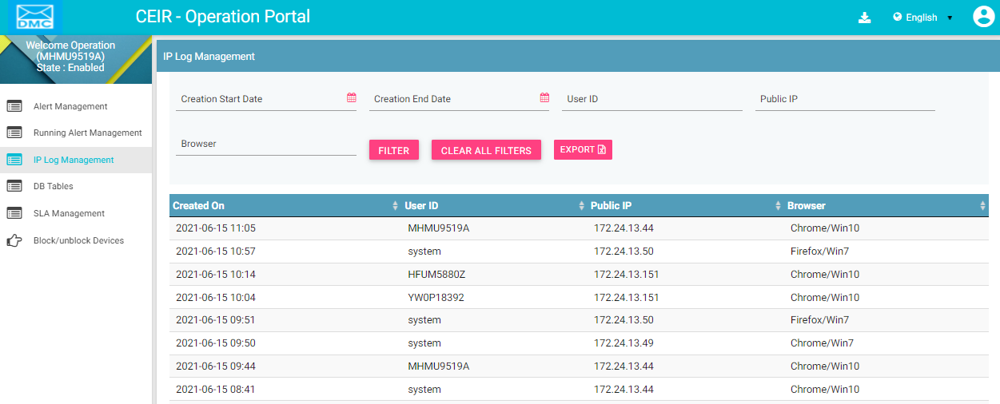 DMC
CEIR - Operation Portal
English
Welcome Operation
(MHMU9519A)
State : Enabled
Alert Management
Running Alert Management
IP Log Management
DB Tables
SLA Management
Block/unblock Devices
IP Log Management
Creation Start Date Creation End Date User ID Public IP
Browser FILTER CLEAR ALL FILTERS EXPORT
Created On User ID Public IP Browser
2021-06-15 11:05 MHMU9519A 172.24.13.44 Chrome/Win10
2021-06-15 10:57 system 172.24.13.50 Firefox/Win7
2021-06-15 10:14 HFUM5880Z 172.24.13.151 Chrome/Win10
2021-06-15 10:04 YW0P18392 172.24.13.151 Chrome/Win10
2021-06-15 09:51 system 172.24.13.50 Firefox/Win7
2021-06-15 09:50 system 172.24.13.49 Chrome/Win7
2021-06-15 09:44 MHMU9519A 172.24.13.44 Chrome/Win10
2021-06-15 08:41 system 172.24.13.44 Chrome/Win10